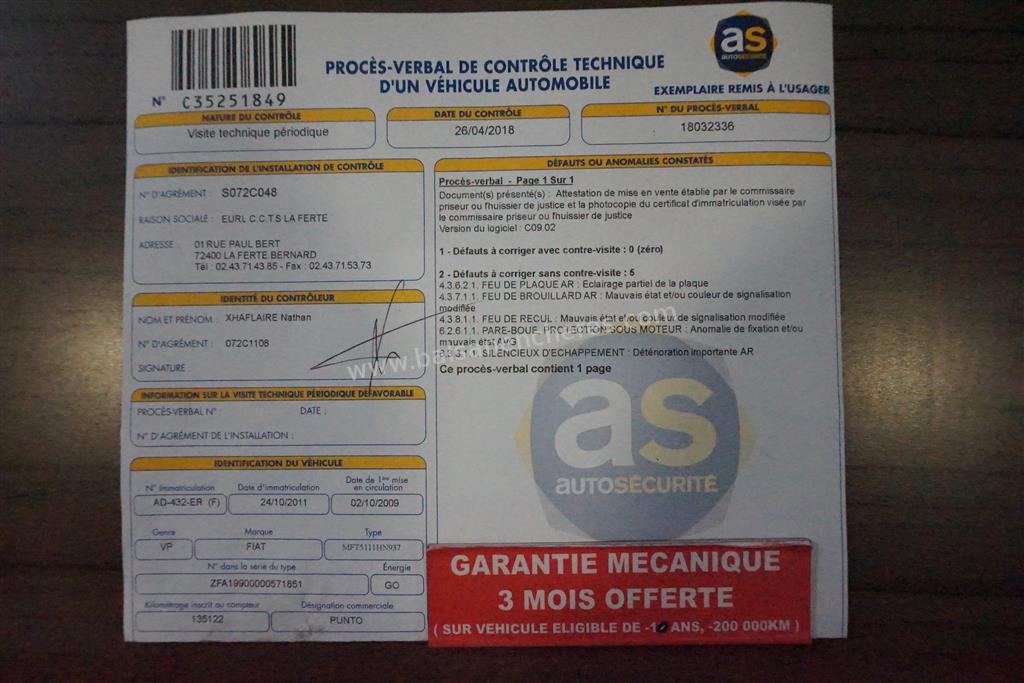 as
AUTOSÉCURITÉ
PROCÈS-VERBAL DE CONTRÔLE TECHNIQUE
D'UN VÉHICULE AUTOMOBILE
EXEMPLAIRE REMIS À L'USAGER
N° C35251849
NATURE DU CONTRÔLE
Visite technique périodique
DATE DU CONTRÔLE
26/04/2018
N° DU PROCÈS-VERBAL
18032336
IDENTIFICATION DE L'INSTALLATION DE CONTRÔLE
N° D'AGRÉMENT : S072C048
RAISON SOCIALE : EURL C.C.T.S LA FERTE
ADRESSE : 01 RUE PAUL BERT
72400 LA FERTE BERNARD
Tél : 02.43.71.43.85 - Fax : 02.43.71.53.73
IDENTITÉ DU CONTRÔLEUR
NOM ET PRÉNOM : XHAFLAIRE Nathan
N° D'AGRÉMENT : 072C1108
SIGNATURE :
INFORMATION SUR LA VISITE TECHNIQUE PÉRIODIQUE DÉFAVORABLE
PROCÈS-VERBAL N° : DATE :
N° D'AGRÉMENT DE L'INSTALLATION :
IDENTIFICATION DU VÉHICULE
N° Immatriculation Date d'immatriculation Date de 1ère mise
en circulation
AD-432-ER (F) 24/10/2011 02/10/2009
Genre Marque Type
VP FIAT MFT5111HN937
N° dans la série du type Énergie
ZFA19900000571851 GO
Kilométrage inscrit au compteur Désignation commerciale
135122 PUNTO
DÉFAUTS OU ANOMALIES CONSTATÉS
Procès-verbal - Page 1 Sur 1
Document(s) présenté(s) : Attestation de mise en vente établie par le commissaire
priseur ou l'huissier de justice et la photocopie du certificat d'immatriculation visée par
le commissaire priseur ou l'huissier de justice
Version du logiciel : C09.02
1 - Défauts à corriger avec contre-visite : 0 (zéro)
2 - Défauts à corriger sans contre-visite : 5
4.3.6.2.1. FEU DE PLAQUE AR : Eclairage partiel de la plaque
4.3.7.1.1. FEU DE BROUILLARD AR : Mauvais état et/ou couleur de signalisation
modifiée
4.3.8.1.1. FEU DE RECUL : Mauvais état et/ou couleur de signalisation modifiée
6.2.6.1.1. PARE-BOUE, PROJECTION SOUS MOTEUR : Anomalie de fixation et/ou
mauvais état AVG
SILENCIEUX D'ECHAPPEMENT : Détérioration importante AR
Ce procès-verbal contient 1 page
as
AUTOSÉCURITÉ
GARANTIE MECANIQUE
3 MOIS OFFERTE
( SUR VEHICULE ELIGIBLE DE ANS, -200 000KM )